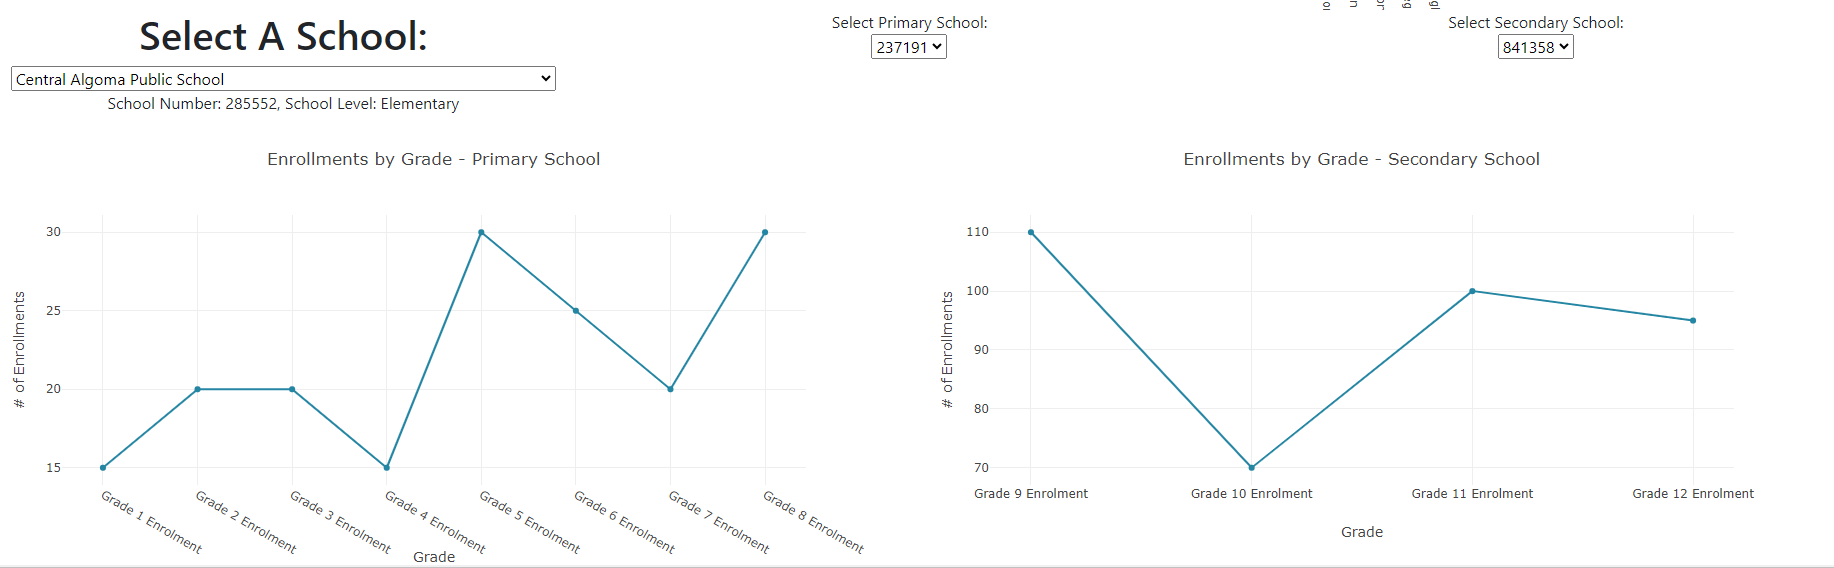 Select A School:
Central Algoma Public School
School Number: 285552, School Level: Elementary
Select Primary School:
237191
Select Secondary School:
841358
Enrollments by Grade - Primary School
# of Enrollments
30
25
20
15
Grade 1 Enrolment
Grade 2 Enrolment
Grade 3 Enrolment
Grade 4 Enrolment
Grade 5 Enrolment
Grade 6 Enrolment
Grade 7 Enrolment
Grade 8 Enrolment
Grade
Enrollments by Grade - Secondary School
# of Enrollments
110
100
90
80
70
Grade 9 Enrolment
Grade 10 Enrolment
Grade 11 Enrolment
Grade 12 Enrolment
Grade